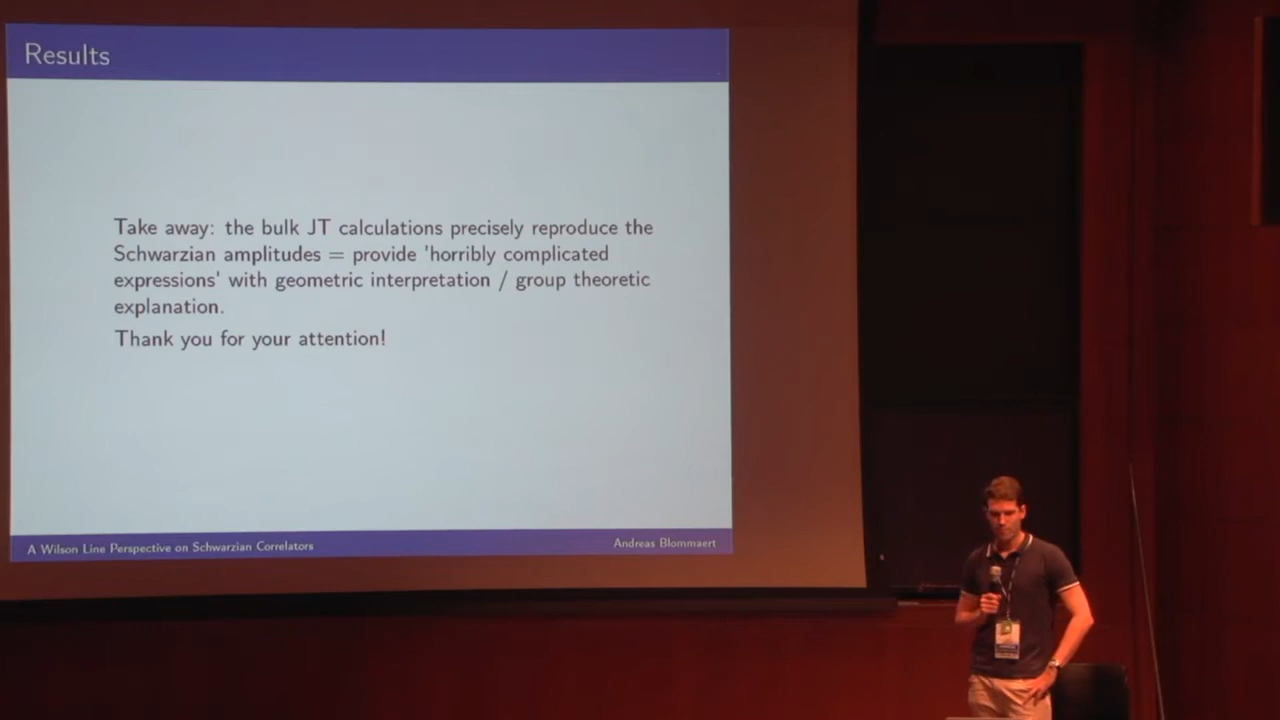 Results
Take away: the bulk JT calculations precisely reproduce the
Schwarzian amplitudes = provide 'horribly complicated
expressions' with geometric interpretation / group theoretic
explanation.
Thank you for your attention!
A Wilson Line Perspective on Schwarzian Correlators
Andreas Blommaert